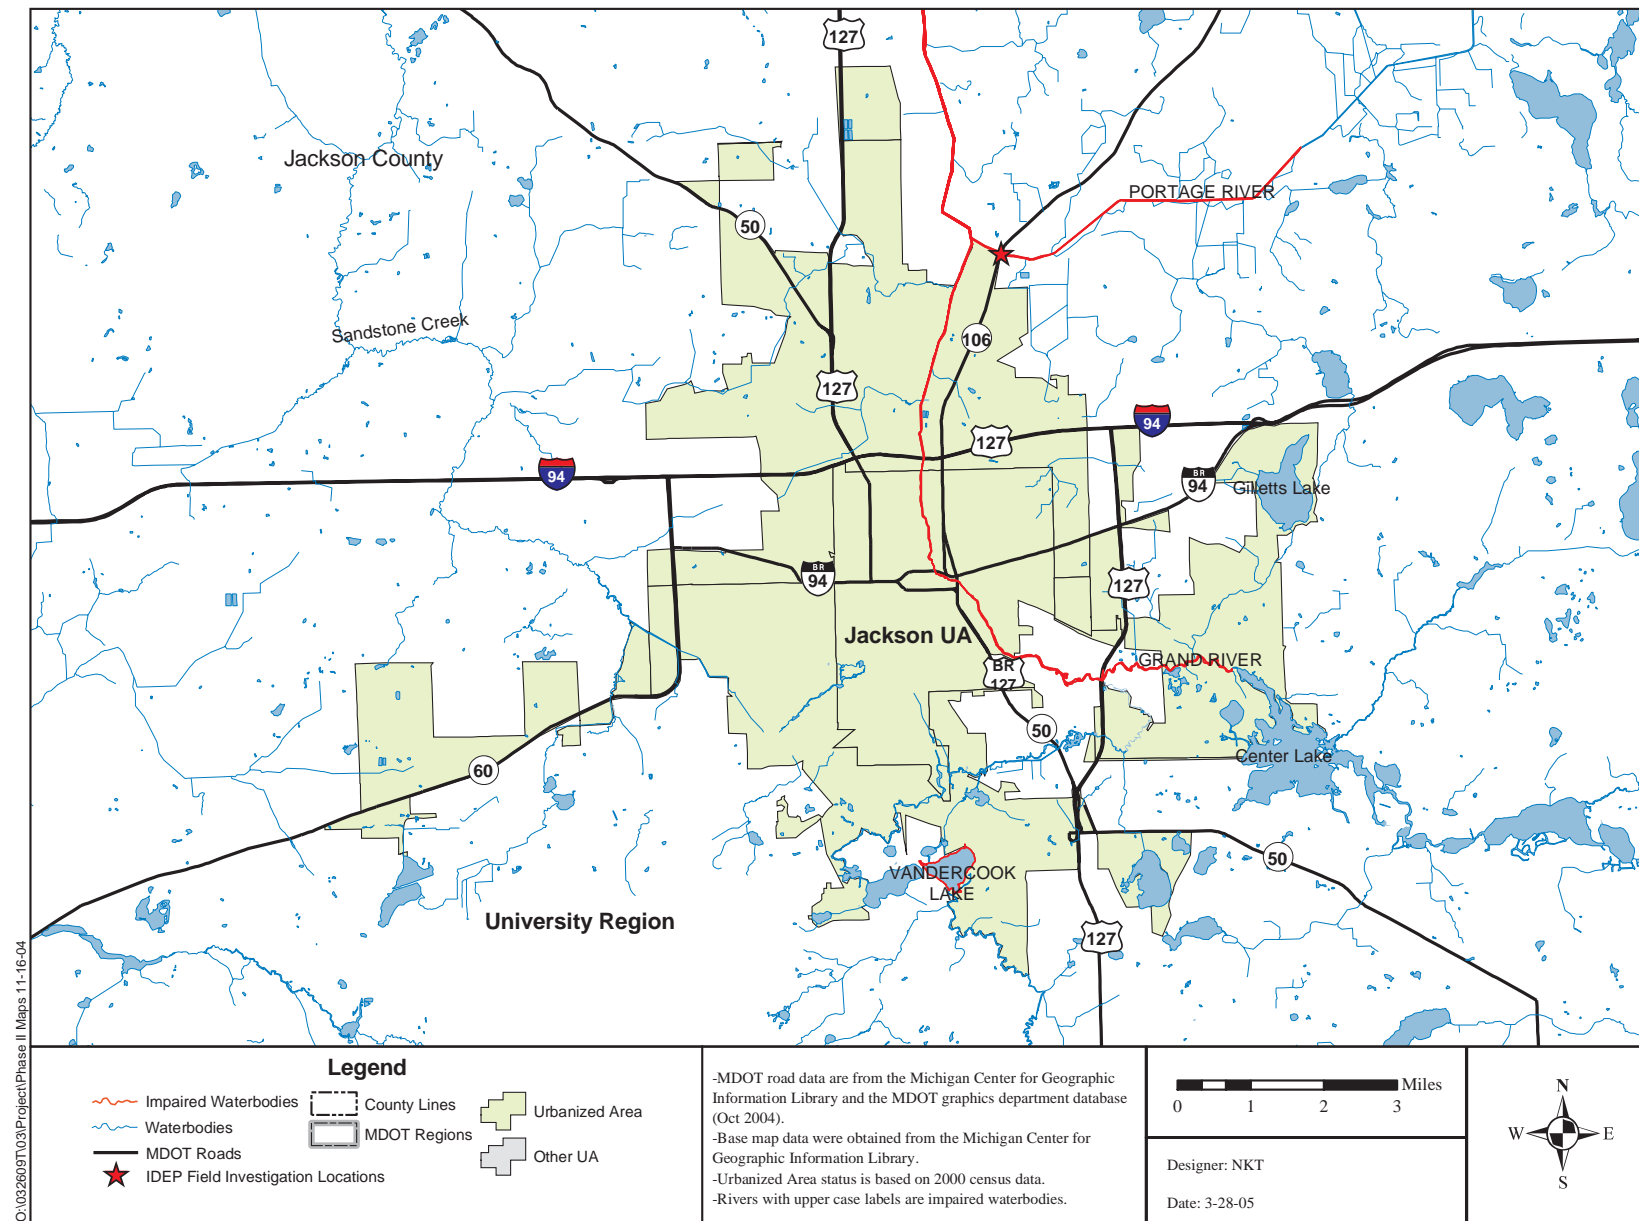 127
Jackson County
PORTAGE RIVER
50
Sandstone Creek
106
127
94
127
94
BR
94
Gilletts Lake
BR
94
127
Jackson UA
GRAND RIVER
BR
127
50
Center Lake
60
50
VANDERCOOK
LAKE
University Region
127
O:\032609T\03\Project\Phase II Maps 11-16-04
Legend
Impaired Waterbodies
Waterbodies
MDOT Roads
IDEP Field Investigation Locations
County Lines
MDOT Regions
Urbanized Area
Other UA
-MDOT road data are from the Michigan Center for Geographic
Information Library and the MDOT graphics department database
(Oct 2004).
-Base map data were obtained from the Michigan Center for
Geographic Information Library.
-Urbanized Area status is based on 2000 census data.
-Rivers with upper case labels are impaired waterbodies.
Miles
0 1 2 3
Designer: NKT
Date: 3-28-05
N
W E
S